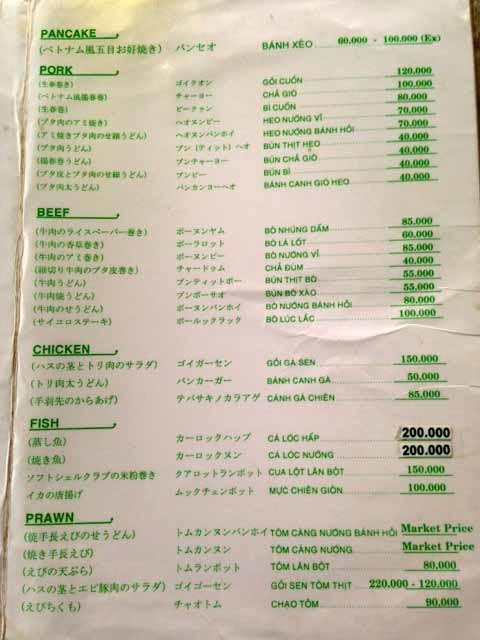 PANCAKE
(ベトナム風五目お好焼き) バンセオ BÁNH XÈO 60.000 - 100.000 (Ex)
PORK 120.000
(生春巻き) ゴイクオン GỎI CUỐN 100.000
(ベトナム風揚春巻) チャーヨー CHẢ GIÒ 80.000
(生春巻) ビークォン BÌ CUỐN 70.000
(ブタ肉のアミ焼き) ヘオヌンビー HEO NƯỚNG VĨ 70.000
(アミ焼きブタ肉のせ細うどん) ヘオヌンバンホイ HEO NƯỚNG BÁNH HỎI 40.000
(ブタ肉うどん) ブン (ティット) ヘオ BÚN THỊT HEO 40.000
(揚春巻うどん) ブンチャーヨー BÚN CHẢ GIÒ 40.000
(ブタ皮とブタ肉のせ細うどん) ブンビー BÚN BÌ 40.000
(ブタ肉太うどん) バンカンヨーヘオ BÁNH CANH GIÒ HEO 40.000
BEEF
(牛肉のライスペーパー巻き) ボーヌンヤム BÒ NHÚNG DẤM 85.000
(牛肉の香草巻き) ボーラロット BÒ LÁ LỐT 60.000
(牛肉のアミ焼き) ボーヌンビー BÒ NƯỚNG VĨ 85.000
(細切り牛肉のブタ皮巻き) チャードゥム CHẢ ĐÙM 40.000
(牛肉うどん) ブンティットボー BÚN THỊT BÒ 55.000
(牛肉焼うどん) ブンボーサオ BÚN BÒ XÀO 55.000
(牛肉のせうどん) ボーヌンバンホイ BÒ NƯỚNG BÁNH HỎI 80.000
(サイコロステーキ) ボールックラック BÒ LÚC LẮC 100.000
CHICKEN
(ハスの茎とトリ肉のサラダ) ゴイガーセン GỎI GÀ SEN 150.000
(トリ肉太うどん) バンカーガー BÁNH CANH GÀ 50.000
(手羽先のからあげ) テバサキノカラアゲ CÁNH GÀ CHIÊN 85.000
FISH
(蒸し魚) カーロックハップ CÁ LÓC HẤP 200.000
(焼き魚) カーロックヌン CÁ LÓC NƯỚNG 200.000
ソフトシェルクラブの米粉巻き クアロットランボット CUA LỘT LĂN BỘT 150.000
イカの唐揚げ ムックチェンボット MỰC CHIÊN GIÒN 100.000
PRAWN
(焼手長えびのせうどん) トムカンヌンバンホイ TÔM CÀNG NƯỚNG BÁNH HỎI Market Price
(焼き手長えび) トムカンヌン TÔM CÀNG NƯỚNG Market Price
(えびの天ぷら) トムランボット TÔM LĂN BỘT 80,000
(ハスの茎とエビ豚肉のサラダ) ゴイゴーセン GỎI SEN TÔM THỊT 220.000 - 120.000
(えびちくも) チャオトム CHẠO TÔM 90.000